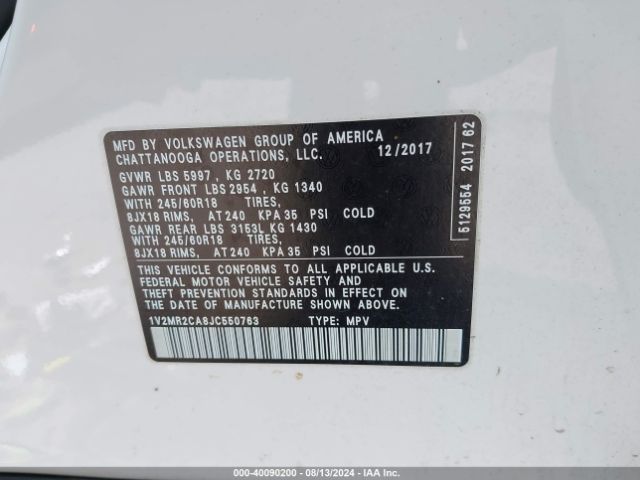 MFD BY VOLKSWAGEN GROUP OF AMERICA
CHATTANOOGA OPERATIONS, LLC. 12/2017
GVWR LBS 5997 , KG 2720
GAWR FRONT LBS 2954 , KG 1340
WITH 245/60R18 TIRES,
8JX18 RIMS, AT 240 KPA 35 PSI COLD
GAWR REAR LBS 3153L KG 1430
WITH 245/60R18 TIRES,
8JX18 RIMS, AT 240 KPA 35 PSI COLD
THIS VEHICLE CONFORMS TO ALL APPLICABLE U.S.
FEDERAL MOTOR VEHICLE SAFETY AND
THEFT PREVENTION STANDARDS IN EFFECT ON
THE DATE OF MANUFACTURE SHOWN ABOVE.
1V2MR2CA8JC550763 TYPE: MPV
5129554 2017 62
000-40090200 - 08/13/2024 - IAA Inc.